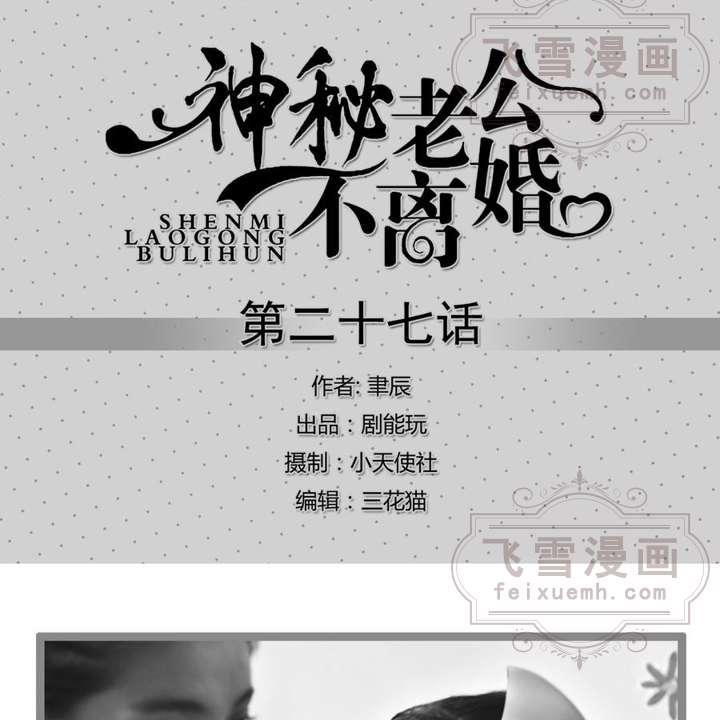 飞雪漫画
feixuemh.com
神秘老公
不离婚
SHENMI
LAOGONG
BULIHUN
第二十七话
作者: 聿辰
出品：剧能玩
摄制：小天使社
编辑：三花猫
飞雪漫画
feixuemh.com